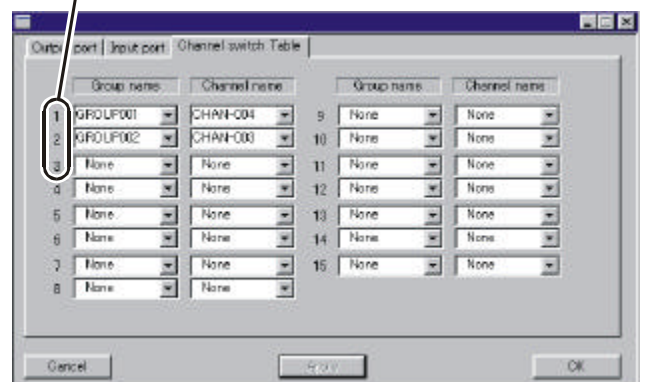 Output port Input port Channel switch Table
Group name Channel name Group name Channel name
1 GROUP001 CHAN-004 9 None None
2 GROUP002 CHAN-003 10 None None
3 None None 11 None None
4 None None 12 None None
5 None None 13 None None
6 None None 14 None None
7 None None 15 None None
8 None None
Cancel OK